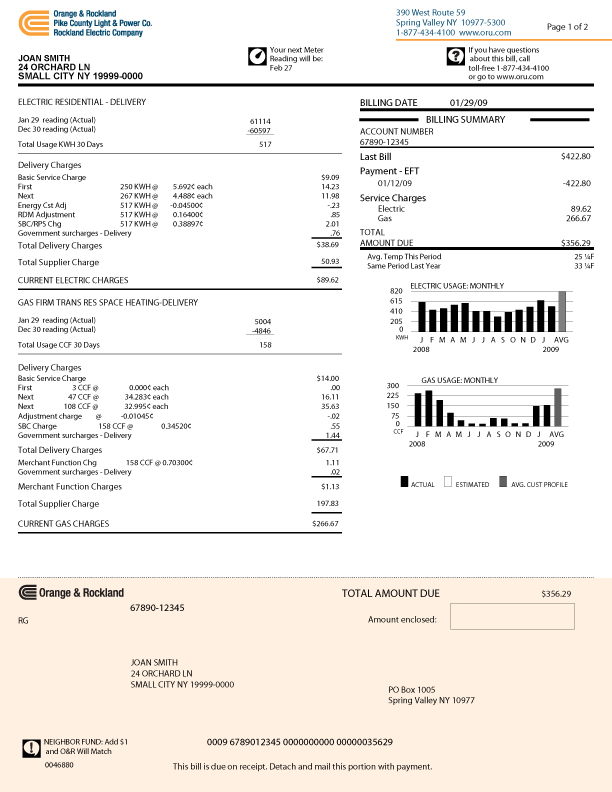 Orange & Rockland
Pike County Light & Power Co.
Rockland Electric Company
390 West Route 59
Spring Valley NY 10977-5300
1-877-434-4100 www.oru.com
Page 1 of 2
JOAN SMITH
24 ORCHARD LN
SMALL CITY NY 19999-0000
Your next Meter
Reading will be:
Feb 27
?
If you have questions
about this bill, call
toll-free 1-877-434-4100
or go to www.oru.com
ELECTRIC RESIDENTIAL - DELIVERY
Jan 29 reading (Actual) 61114
Dec 30 reading (Actual) -60597
Total Usage KWH 30 Days 517
Delivery Charges
Basic Service Charge $9.09
First 250 KWH @ 5.692¢ each 14.23
Next 267 KWH @ 4.488¢ each 11.98
Energy Cst Adj 517 KWH @ -0.04500¢ -.23
RDM Adjustment 517 KWH @ 0.16400¢ .85
SBC/RPS Chg 517 KWH @ 0.38897¢ 2.01
Government surcharges - Delivery .76
Total Delivery Charges $38.69
Total Supplier Charge 50.93
CURRENT ELECTRIC CHARGES $89.62
GAS FIRM TRANS RES SPACE HEATING-DELIVERY
Jan 29 reading (Actual) 5004
Dec 30 reading (Actual) -4846
Total Usage CCF 30 Days 158
Delivery Charges
Basic Service Charge $14.00
First 3 CCF @ 0.000¢ each .00
Next 47 CCF @ 34.283¢ each 16.11
Next 108 CCF @ 32.995¢ each 35.63
Adjustment charge @ -0.01045¢ -.02
SBC Charge 158 CCF @ 0.34520¢ .55
Government surcharges - Delivery 1.44
Total Delivery Charges $67.71
Merchant Function Chg 158 CCF @ 0.70300¢ 1.11
Government surcharges - Delivery .02
Merchant Function Charges $1.13
Total Supplier Charge 197.83
CURRENT GAS CHARGES $266.67
BILLING DATE 01/29/09
BILLING SUMMARY
ACCOUNT NUMBER
67890-12345
Last Bill $422.80
Payment - EFT
01/12/09 -422.80
Service Charges
Electric 89.62
Gas 266.67
TOTAL
AMOUNT DUE $356.29
Avg. Temp This Period 25 ¼F
Same Period Last Year 33 ¼F
ELECTRIC USAGE: MONTHLY
820
615
410
205
0
KWH J F M A M J J A S O N D J AVG
2008 2009
GAS USAGE: MONTHLY
300
225
150
75
0
CCF J F M A M J J A S O N D J AVG
2008 2009
ACTUAL ESTIMATED AVG. CUST PROFILE
Orange & Rockland
TOTAL AMOUNT DUE $356.29
67890-12345
RG
Amount enclosed:
JOAN SMITH
24 ORCHARD LN
SMALL CITY NY 19999-0000
PO Box 1005
Spring Valley NY 10977
!
NEIGHBOR FUND: Add $1
and O&R Will Match
0046880
0009 6789012345 0000000000 00000035629
This bill is due on receipt. Detach and mail this portion with payment.